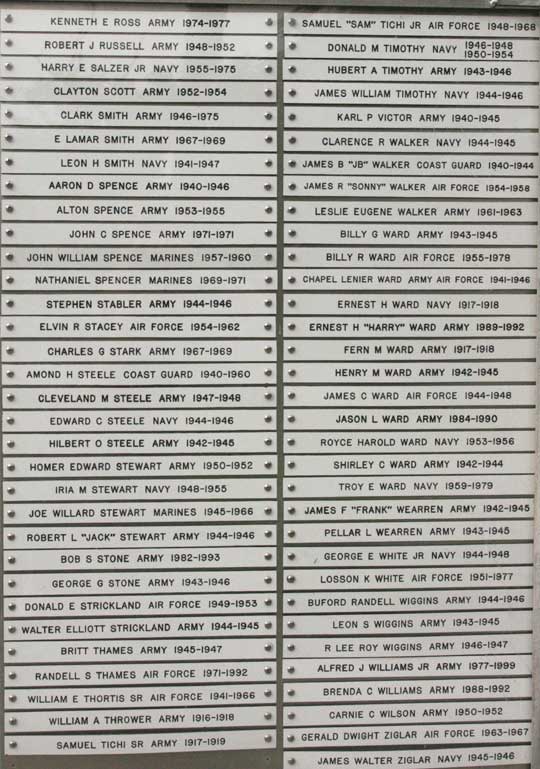 KENNETH E ROSS ARMY 1974-1977
ROBERT J RUSSELL ARMY 1948-1952
HARRY E SALZER JR NAVY 1955-1975
CLAYTON SCOTT ARMY 1952-1954
CLARK SMITH ARMY 1946-1975
E LAMAR SMITH ARMY 1967-1969
LEON H SMITH NAVY 1941-1947
AARON D SPENCE ARMY 1940-1946
ALTON SPENCE ARMY 1953-1955
JOHN C SPENCE ARMY 1971-1971
JOHN WILLIAM SPENCE MARINES 1957-1960
NATHANIEL SPENCER MARINES 1969-1971
STEPHEN STABLER ARMY 1944-1946
ELVIN R STACEY AIR FORCE 1954-1962
CHARLES G STARK ARMY 1967-1969
AMOND H STEELE COAST GUARD 1940-1960
CLEVELAND M STEELE ARMY 1947-1948
EDWARD C STEELE NAVY 1944-1946
HILBERT O STEELE ARMY 1942-1945
HOMER EDWARD STEWART ARMY 1950-1952
IRIA M STEWART NAVY 1948-1955
JOE WILLARD STEWART MARINES 1945-1966
ROBERT L "JACK" STEWART ARMY 1944-1946
BOB S STONE ARMY 1982-1993
GEORGE G STONE ARMY 1943-1946
DONALD E STRICKLAND AIR FORCE 1949-1953
WALTER ELLIOTT STRICKLAND ARMY 1944-1945
BRITT THAMES ARMY 1945-1947
RANDELL S THAMES AIR FORCE 1971-1992
WILLIAM E THORTIS SR AIR FORCE 1941-1966
WILLIAM A THROWER ARMY 1916-1918
SAMUEL TICHI SR ARMY 1917-1919
SAMUEL "SAM" TICHI JR AIR FORCE 1948-1968
DONALD M TIMOTHY NAVY 1946-1948
1950-1954
HUBERT A TIMOTHY ARMY 1943-1946
JAMES WILLIAM TIMOTHY NAVY 1944-1946
KARL P VICTOR ARMY 1940-1945
CLARENCE R WALKER NAVY 1944-1945
JAMES B "JB" WALKER COAST GUARD 1940-1944
JAMES R "SONNY" WALKER AIR FORCE 1954-1958
LESLIE EUGENE WALKER ARMY 1961-1963
BILLY G WARD ARMY 1943-1945
BILLY R WARD AIR FORCE 1955-1978
CHAPEL LENIER WARD ARMY AIR FORCE 1941-1946
ERNEST H WARD NAVY 1917-1918
ERNEST H "HARRY" WARD ARMY 1989-1992
FERN M WARD ARMY 1917-1918
HENRY M WARD ARMY 1942-1945
JAMES C WARD AIR FORCE 1944-1948
JASON L WARD ARMY 1984-1990
ROYCE HAROLD WARD NAVY 1953-1956
SHIRLEY C WARD ARMY 1942-1944
TROY E WARD NAVY 1959-1979
JAMES F "FRANK" WEARREN ARMY 1942-1945
PELLAR L WEARREN ARMY 1943-1945
GEORGE E WHITE JR NAVY 1944-1948
LOSSON K WHITE AIR FORCE 1951-1977
BUFORD RANDELL WIGGINS ARMY 1944-1946
LEON S WIGGINS ARMY 1943-1945
R LEE ROY WIGGINS ARMY 1946-1947
ALFRED J WILLIAMS JR ARMY 1977-1999
BRENDA C WILLIAMS ARMY 1988-1992
CARNIE C WILSON ARMY 1950-1952
GERALD DWIGHT ZIGLAR AIR FORCE 1963-1967
JAMES WALTER ZIGLAR NAVY 1945-1946